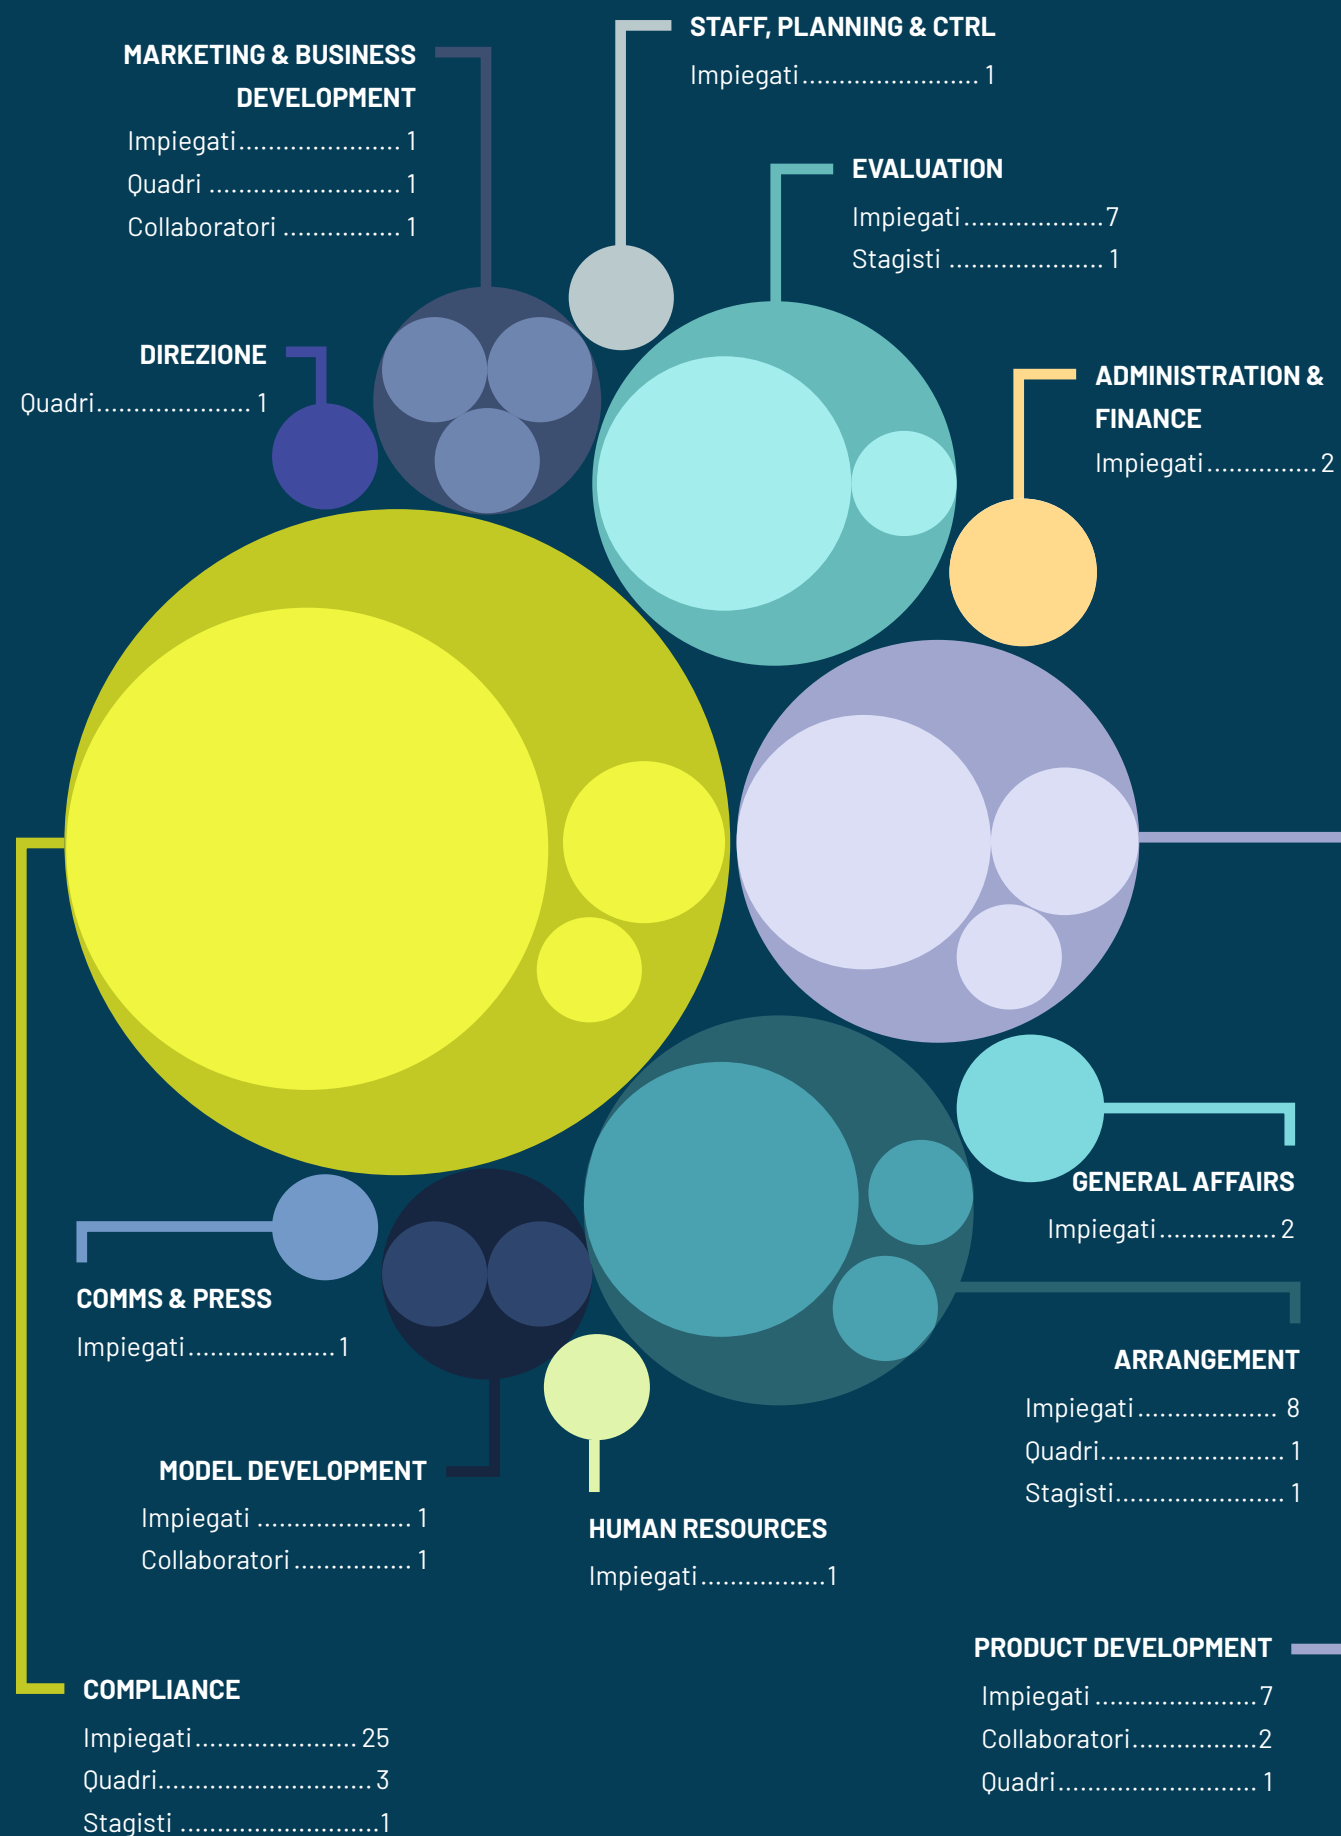 STAFF, PLANNING & CTRL
Impiegati........................ 1
MARKETING & BUSINESS
DEVELOPMENT
Impiegati...................... 1
Quadri .......................... 1
Collaboratori ................ 1
EVALUATION
Impiegati...................7
Stagisti ..................... 1
DIREZIONE
Quadri..................... 1
ADMINISTRATION &
FINANCE
Impiegati...............2
GENERAL AFFAIRS
Impiegati................2
COMMS & PRESS
Impiegati....................1
ARRANGEMENT
Impiegati................... 8
Quadri......................... 1
Stagisti....................... 1
MODEL DEVELOPMENT
Impiegati ..................... 1
Collaboratori................ 1
HUMAN RESOURCES
Impiegati.................1
PRODUCT DEVELOPMENT
Impiegati ......................7
Collaboratori.................2
Quadri........................... 1
COMPLIANCE
Impiegati...................... 25
Quadri............................. 3
Stagisti ...........................1